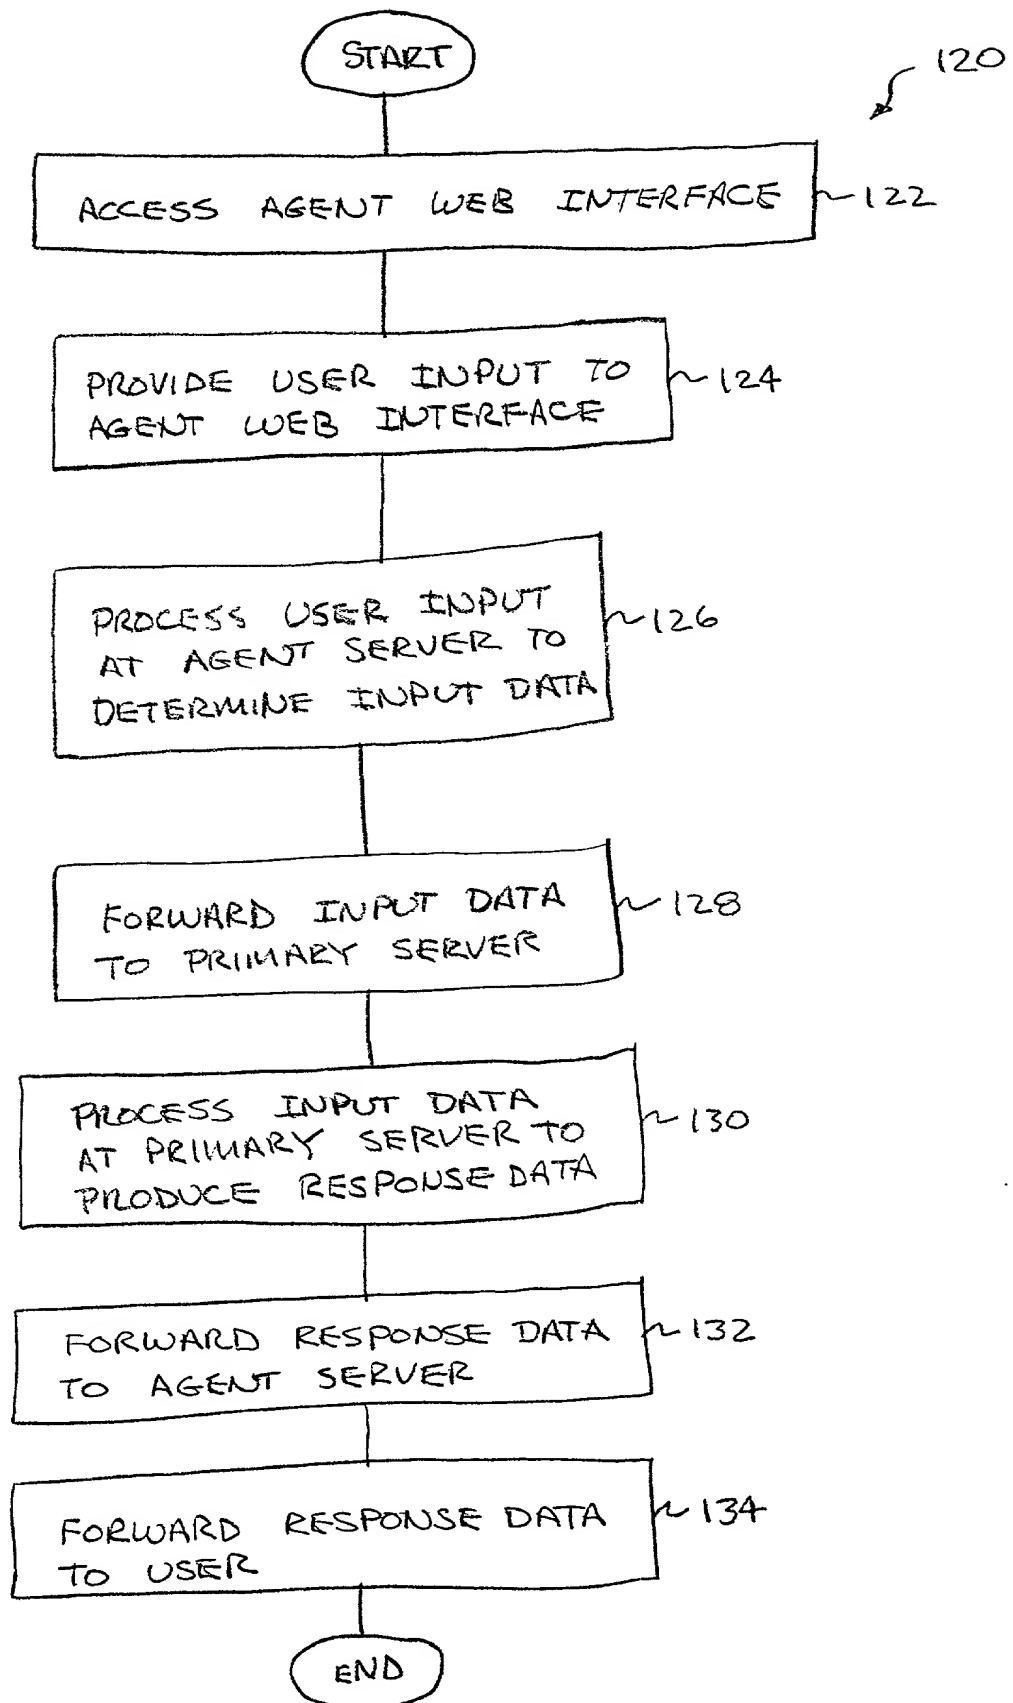 START
120
ACCESS AGENT WEB INTERFACE
122
PROVIDE USER INPUT TO
AGENT WEB INTERFACE
124
PROCESS USER INPUT
AT AGENT SERVER TO
DETERMINE INPUT DATA
126
FORWARD INPUT DATA
TO PRIMARY SERVER
128
PROCESS INPUT DATA
AT PRIMARY SERVER TO
PRODUCE RESPONSE DATA
130
FORWARD RESPONSE DATA
TO AGENT SERVER
132
FORWARD RESPONSE DATA
TO USER
134
END